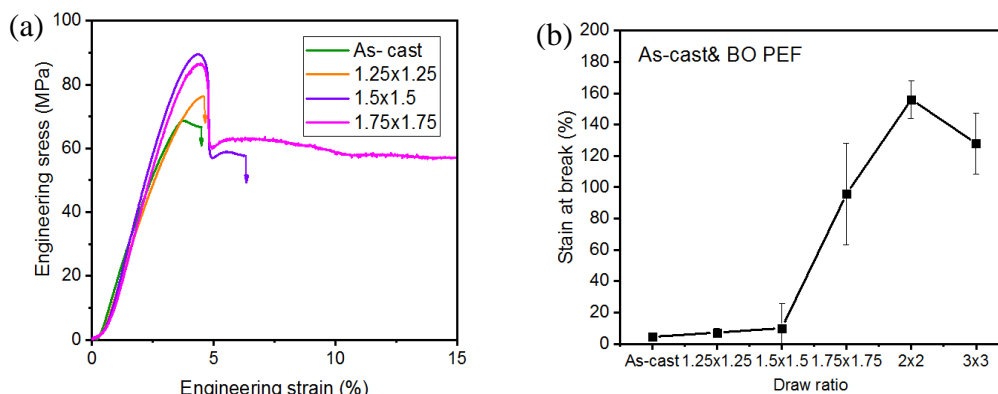 (a)
100
80
60
40
20
0
Engineering sress (MPa)
As- cast
1.25x1.25
1.5x1.5
1.75x1.75
0
5
10
15
Engineering strain (%)
(b)
160
140
120
100
80
60
40
20
0
Stain at break (%)
As-cast& BO PEF
As-cast 1.25x1.25 1.5x1.5 1.75x1.75 2x2 3x3
Draw ratio